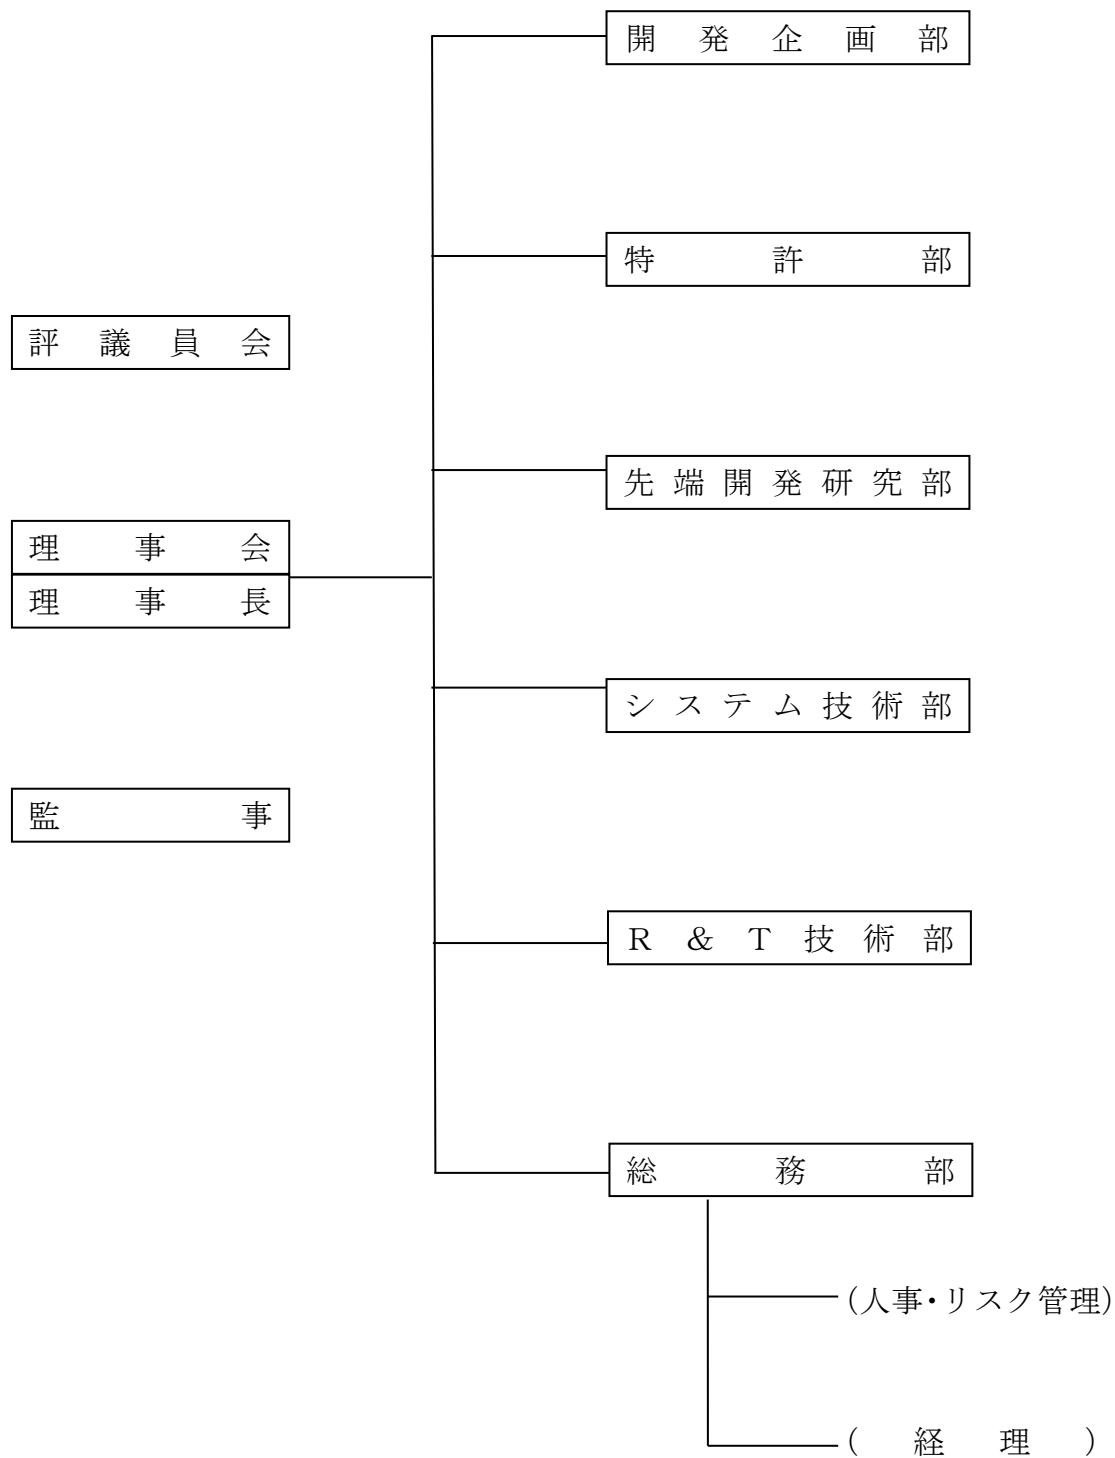 開発企画部
特許部
評議員会
先端開発研究部
理事会
理事長
システム技術部
監事
R&T技術部
総務部
(人事・リスク管理)
(経理)